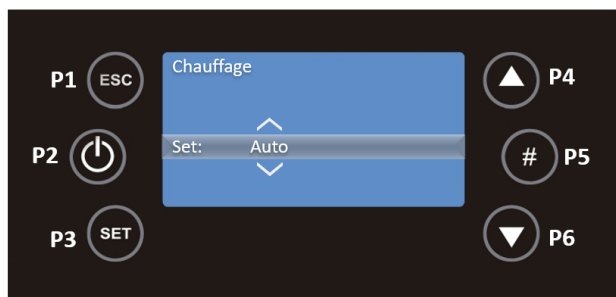 P1 ESC
Chauffage
P4
P2
Set: Auto
# P5
P3 SET
P6